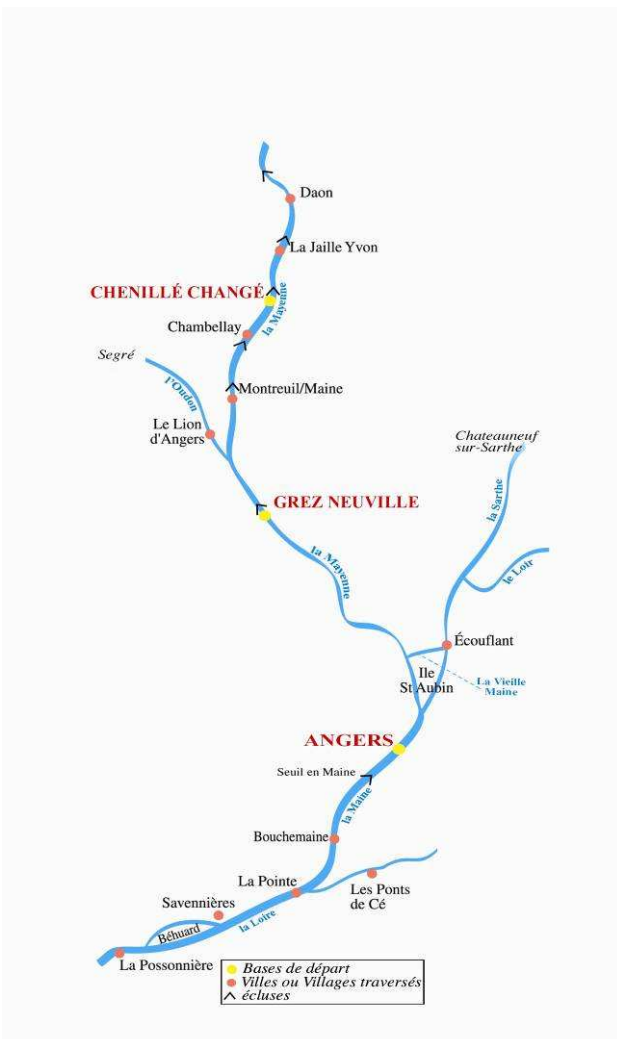 Daon
La Jaille Yvon
CHENILLÉ CHANGÉ
la Mayenne
Chambellay
Segré
l'Oudon
Montreuil/Maine
Le Lion
d'Angers
Chateauneuf
sur-Sarthe
GREZ NEUVILLE
la Sarthe
la Mayenne
le Loir
Écouflant
Ile
St Aubin
La Vieille
Maine
ANGERS
Seuil en Maine
la Maine
Bouchemaine
La Pointe
Les Ponts
de Cé
Savennières
la Loire
Béhuard
La Possonnière
Bases de départ
Villes ou Villages traversés
écluses